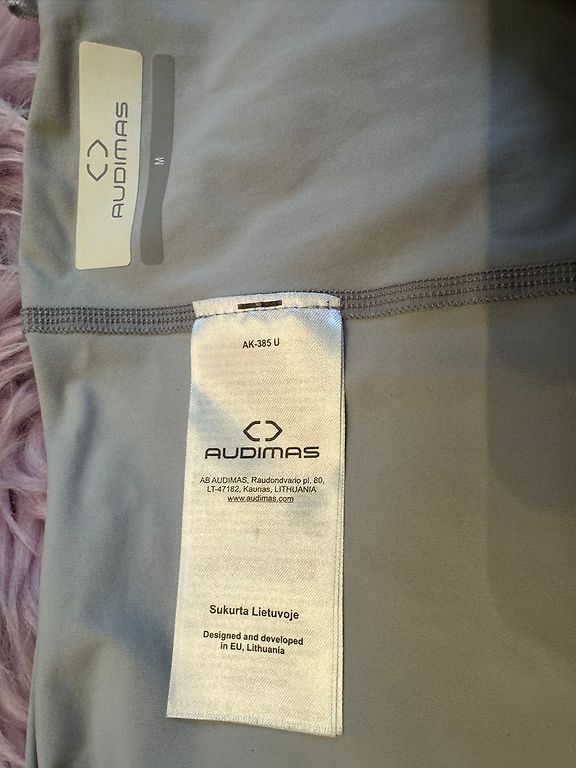 AUDIMAS
M
AK-385 U
AUDIMAS
AB AUDIMAS, Raudondvario pl, 80,
LT-47182, Kaunas, LITHUANIA
www.audimas.com
Sukurta Lietuvoje
Designed and developed
in EU, Lithuania